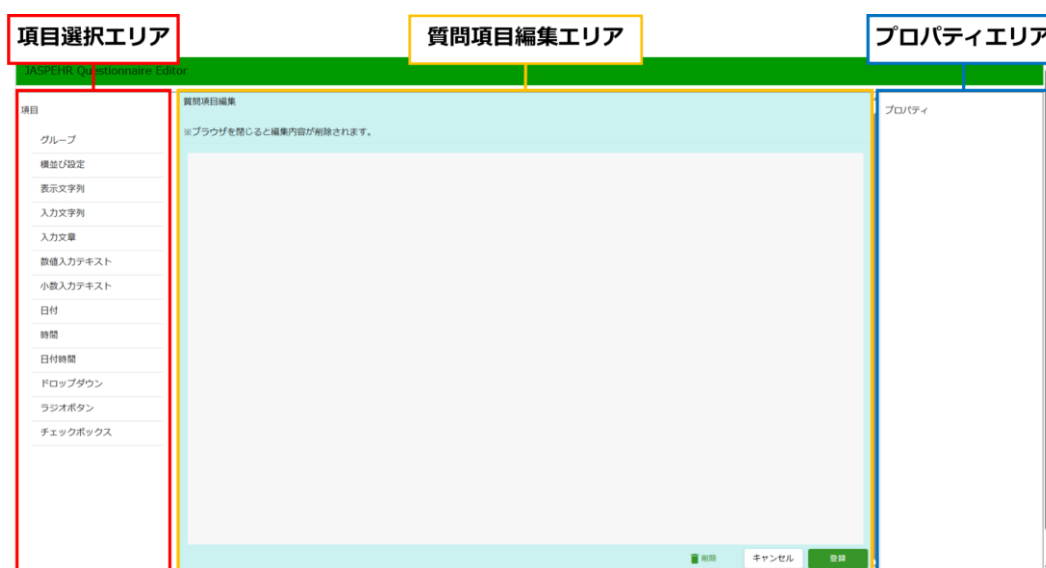 項目選択エリア
質問項目編集エリア
プロパティエリア
JASPEHR Questionnaire Editor
項目
グループ
横並び設定
表示文字列
入力文字列
入力文章
数値入力テキスト
小数入力テキスト
日付
時間
日付時間
ドロップダウン
ラジオボタン
チェックボックス
質問項目編集
※ブラウザを閉じると編集内容が削除されます。
削除
キャンセル
登録
プロパティ